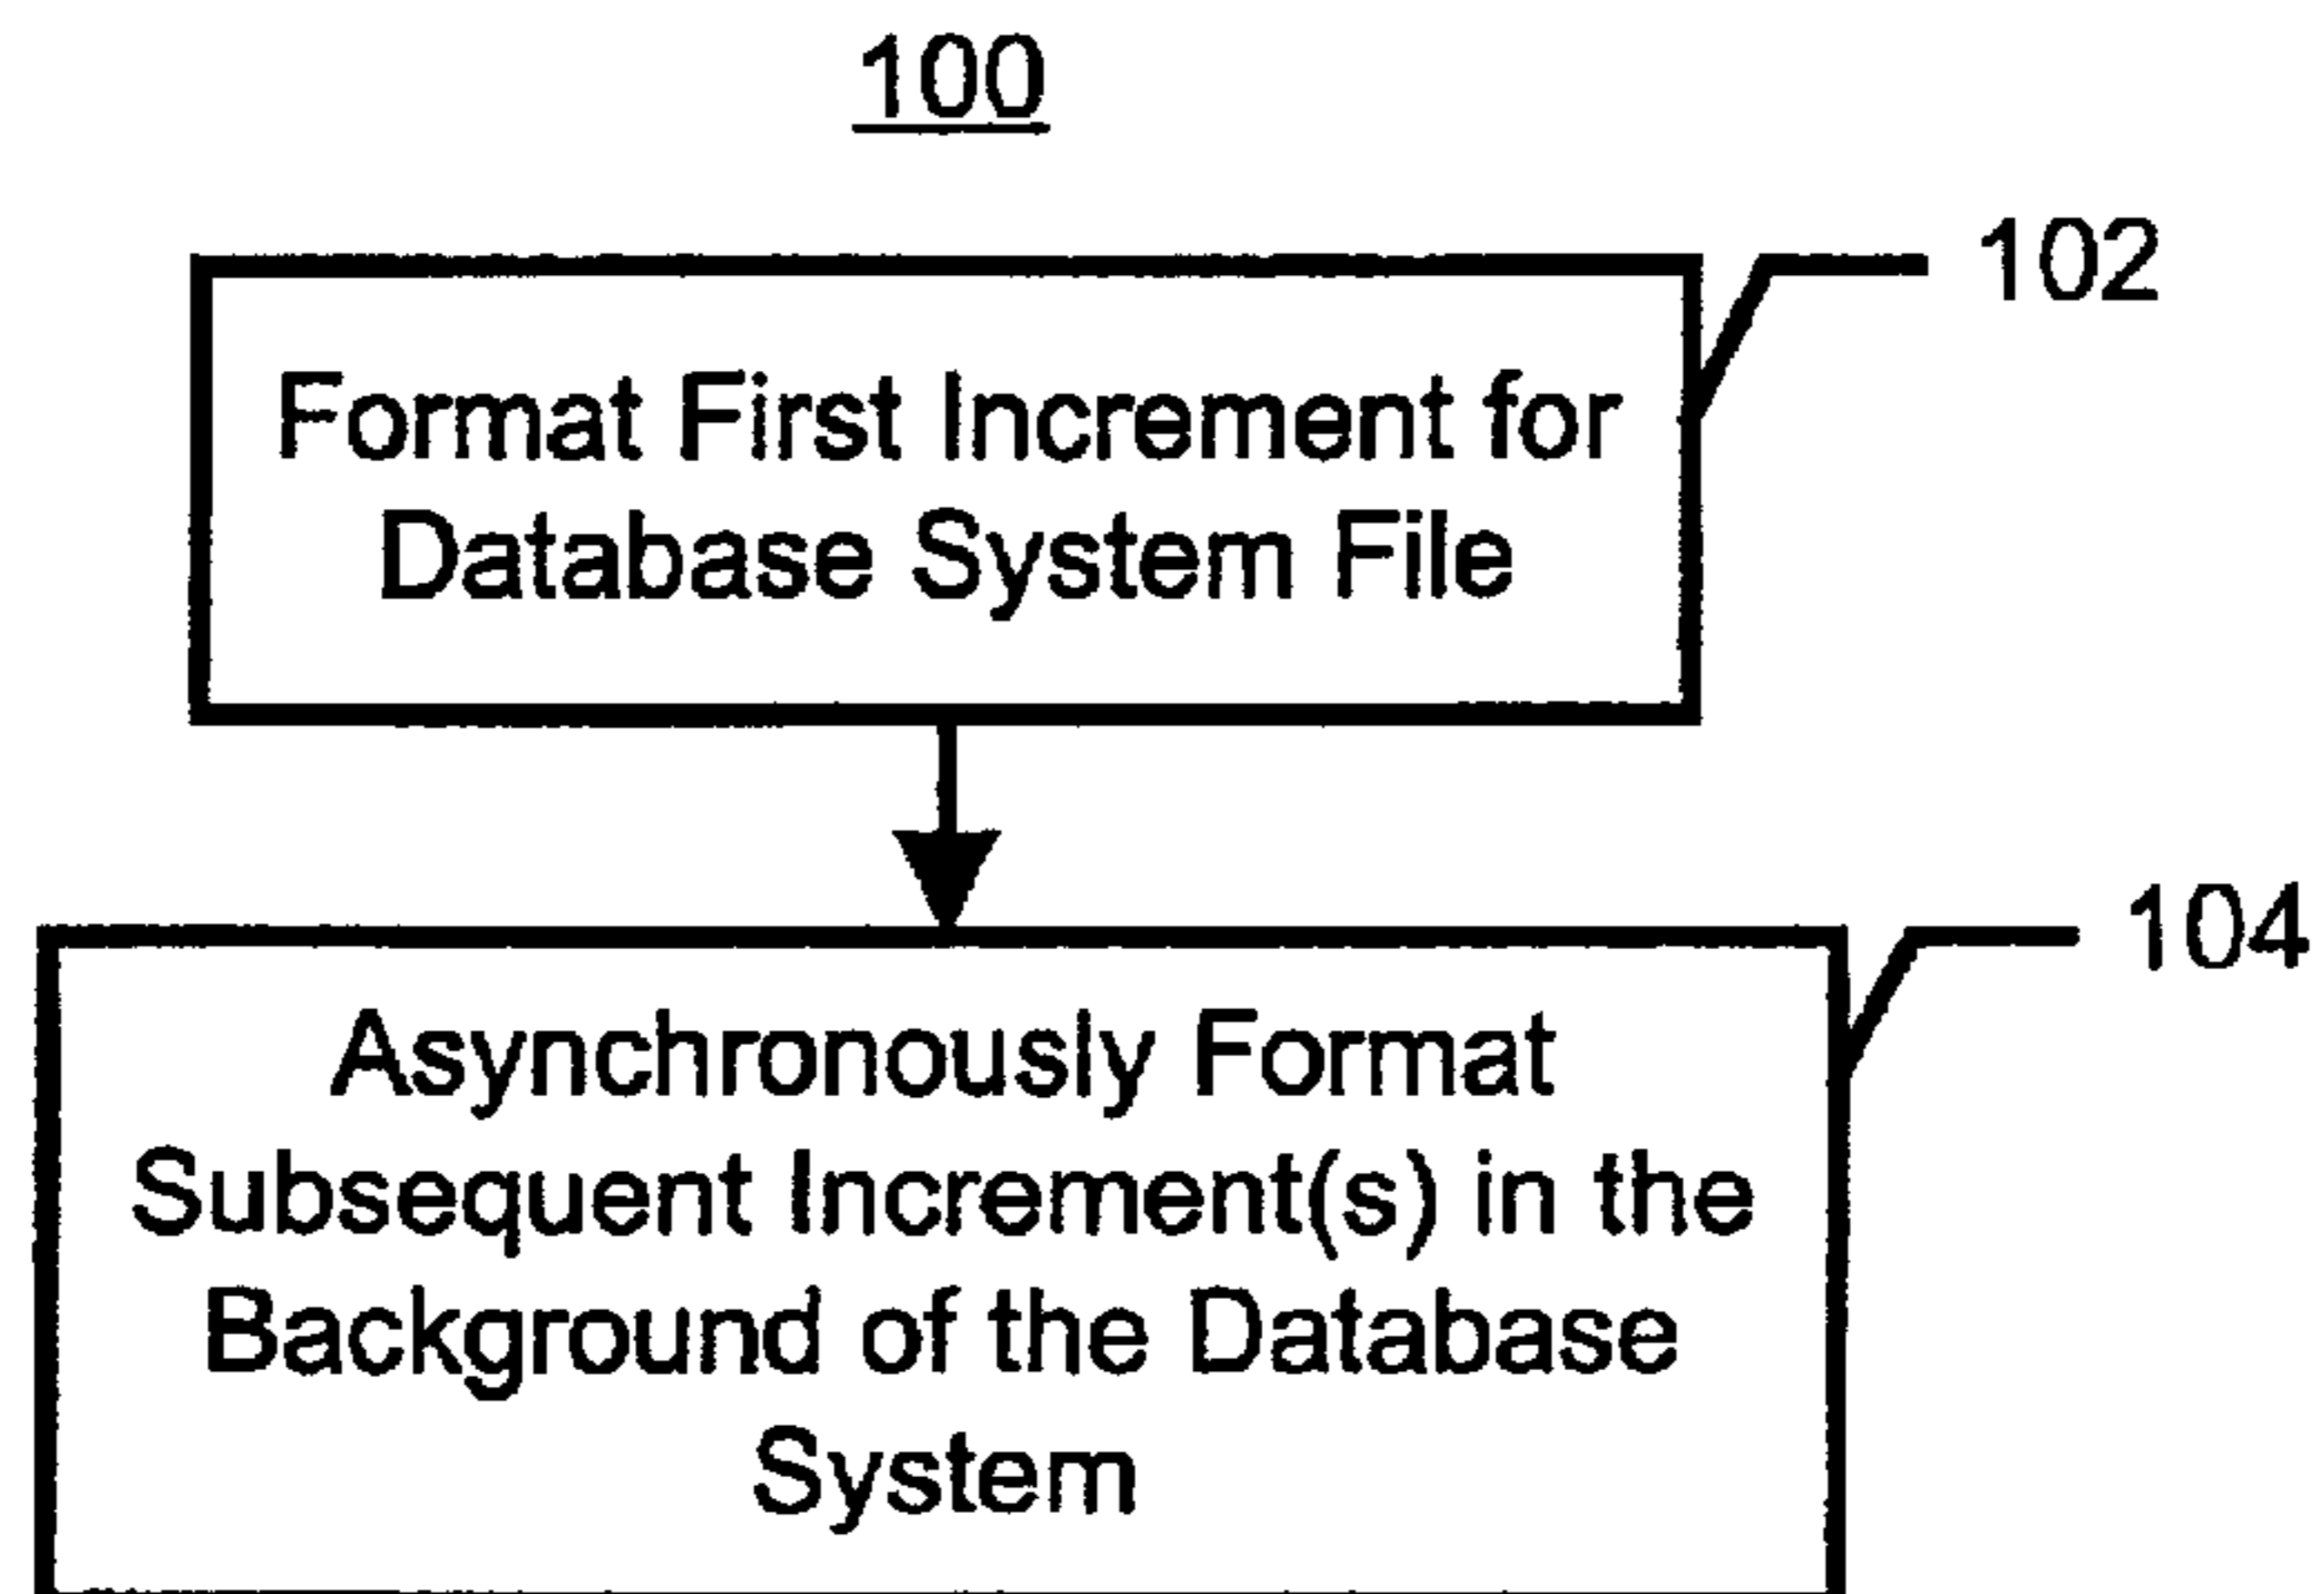 100
102
Format First Increment for
Database System File
104
Asynchronously Format
Subsequent Increment(s) in the
Background of the Database
System